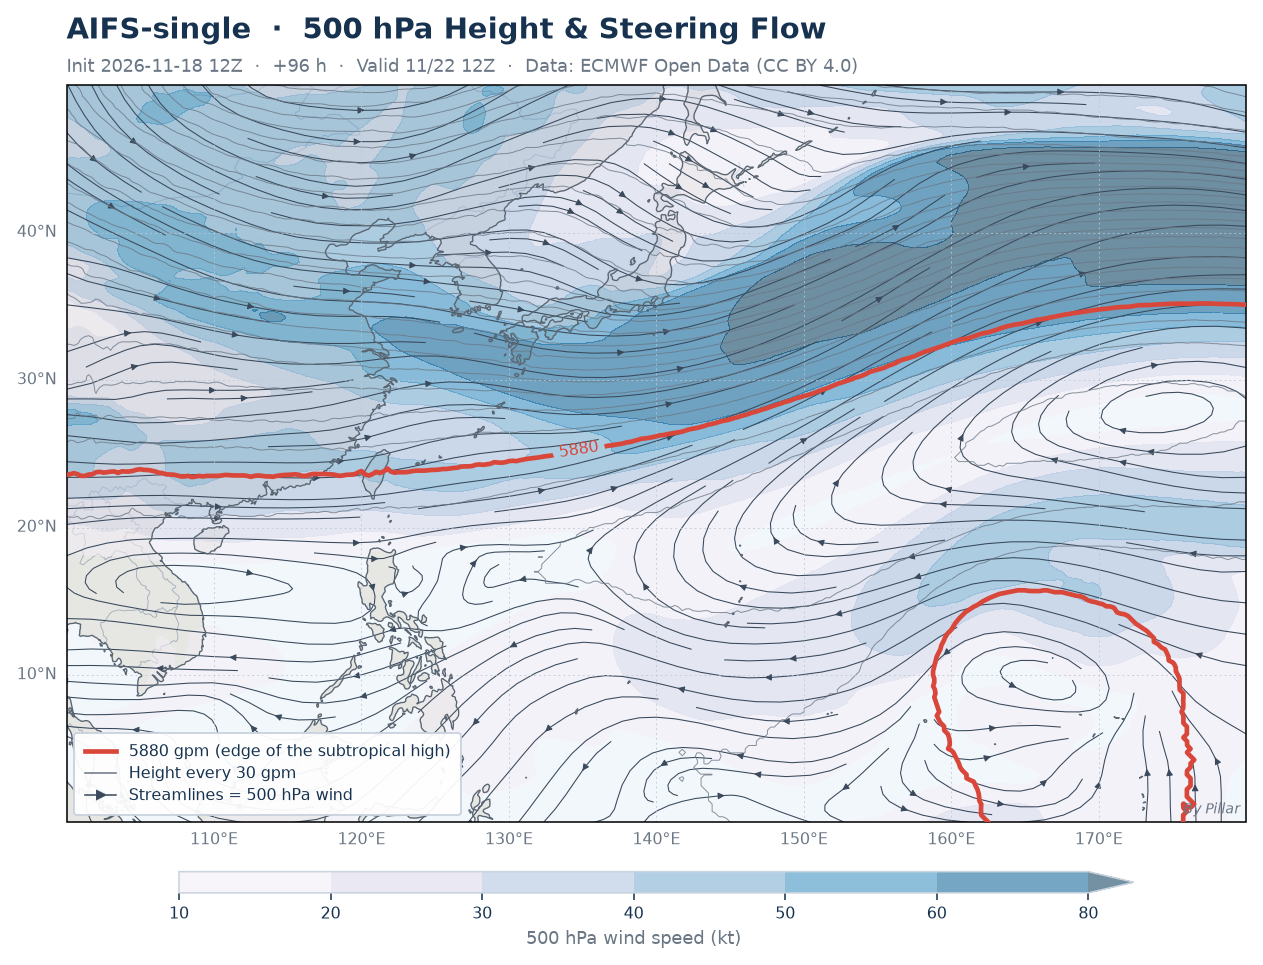 AIFS-single · 500 hPa Height & Steering Flow
Init 2026-11-18 12Z · +96 h · Valid 11/22 12Z · Data: ECMWF Open Data (CC BY 4.0)
40°N
30°N
5880
20°N
10°N
5880 gpm (edge of the subtropical high)
Height every 30 gpm
Streamlines = 500 hPa wind
By Pillar
110°E 120°E 130°E 140°E 150°E 160°E 170°E
10 20 30 40 50 60 80
500 hPa wind speed (kt)